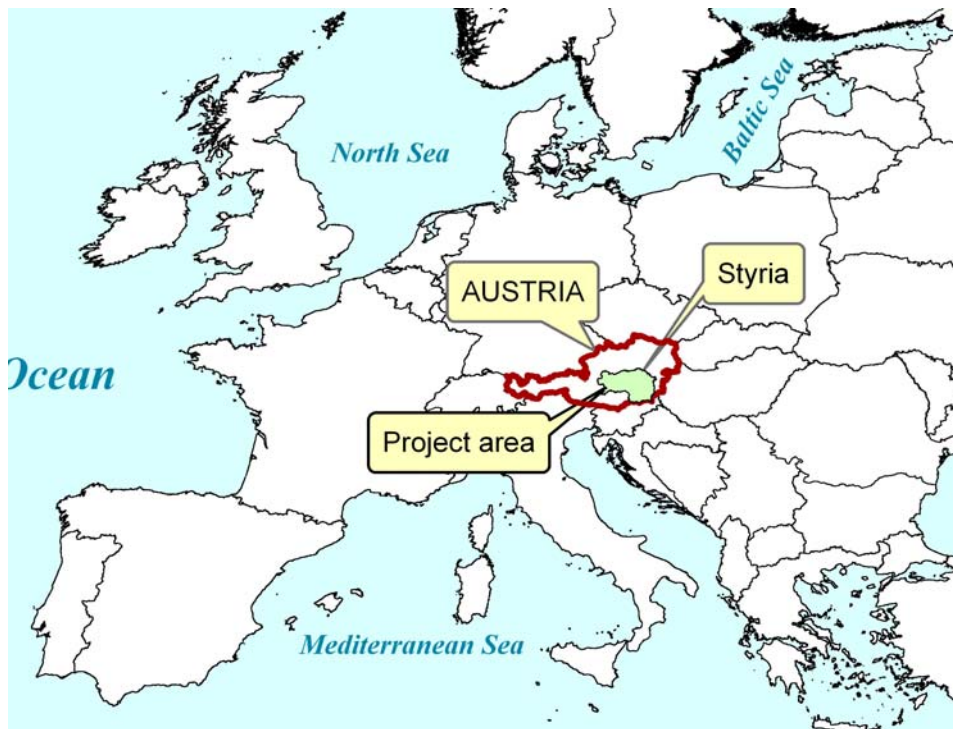 North Sea
Baltic Sea
AUSTRIA
Styria
Ocean
Project area
Mediterranean Sea